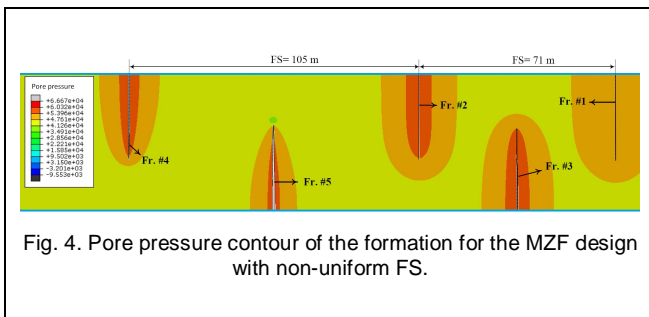 FS= 105 m
FS= 71 m
Pore pressure
+6.667e+04
+6.032e+04
+5.396e+04
+4.761e+04
+4.126e+04
+3.491e+04
+2.856e+04
+2.221e+04
+1.585e+04
+9.502e+03
+3.150e+03
-3.201e+03
-9.553e+03
Fr. #4
Fr. #5
Fr. #2
Fr. #3
Fr. #1
Fig. 4. Pore pressure contour of the formation for the MZF design
with non-uniform FS.